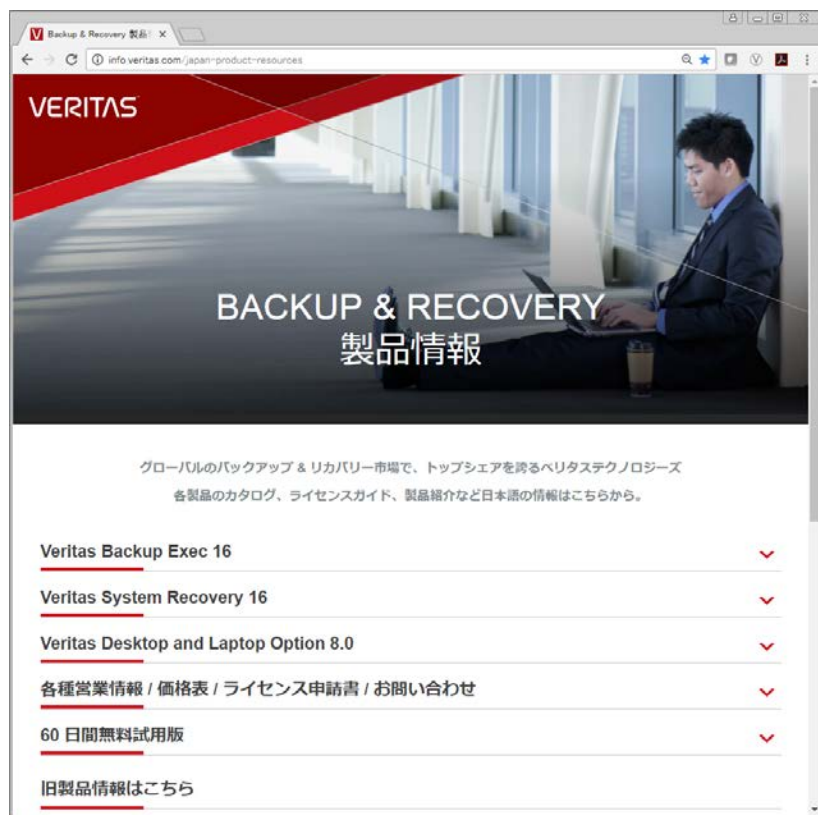 Backup & Recovery 製品
info.veritas.com/japan-product-resources
VERITAS
BACKUP & RECOVERY
製品情報
グローバルのバックアップ & リカバリー市場で、トップシェアを誇るベリタステクノロジーズ
各製品のカタログ、ライセンスガイド、製品紹介など日本語の情報はこちらから。
Veritas Backup Exec 16
Veritas System Recovery 16
Veritas Desktop and Laptop Option 8.0
各種営業情報 / 価格表 / ライセンス申請書 / お問い合わせ
60 日間無料試用版
旧製品情報はこちら